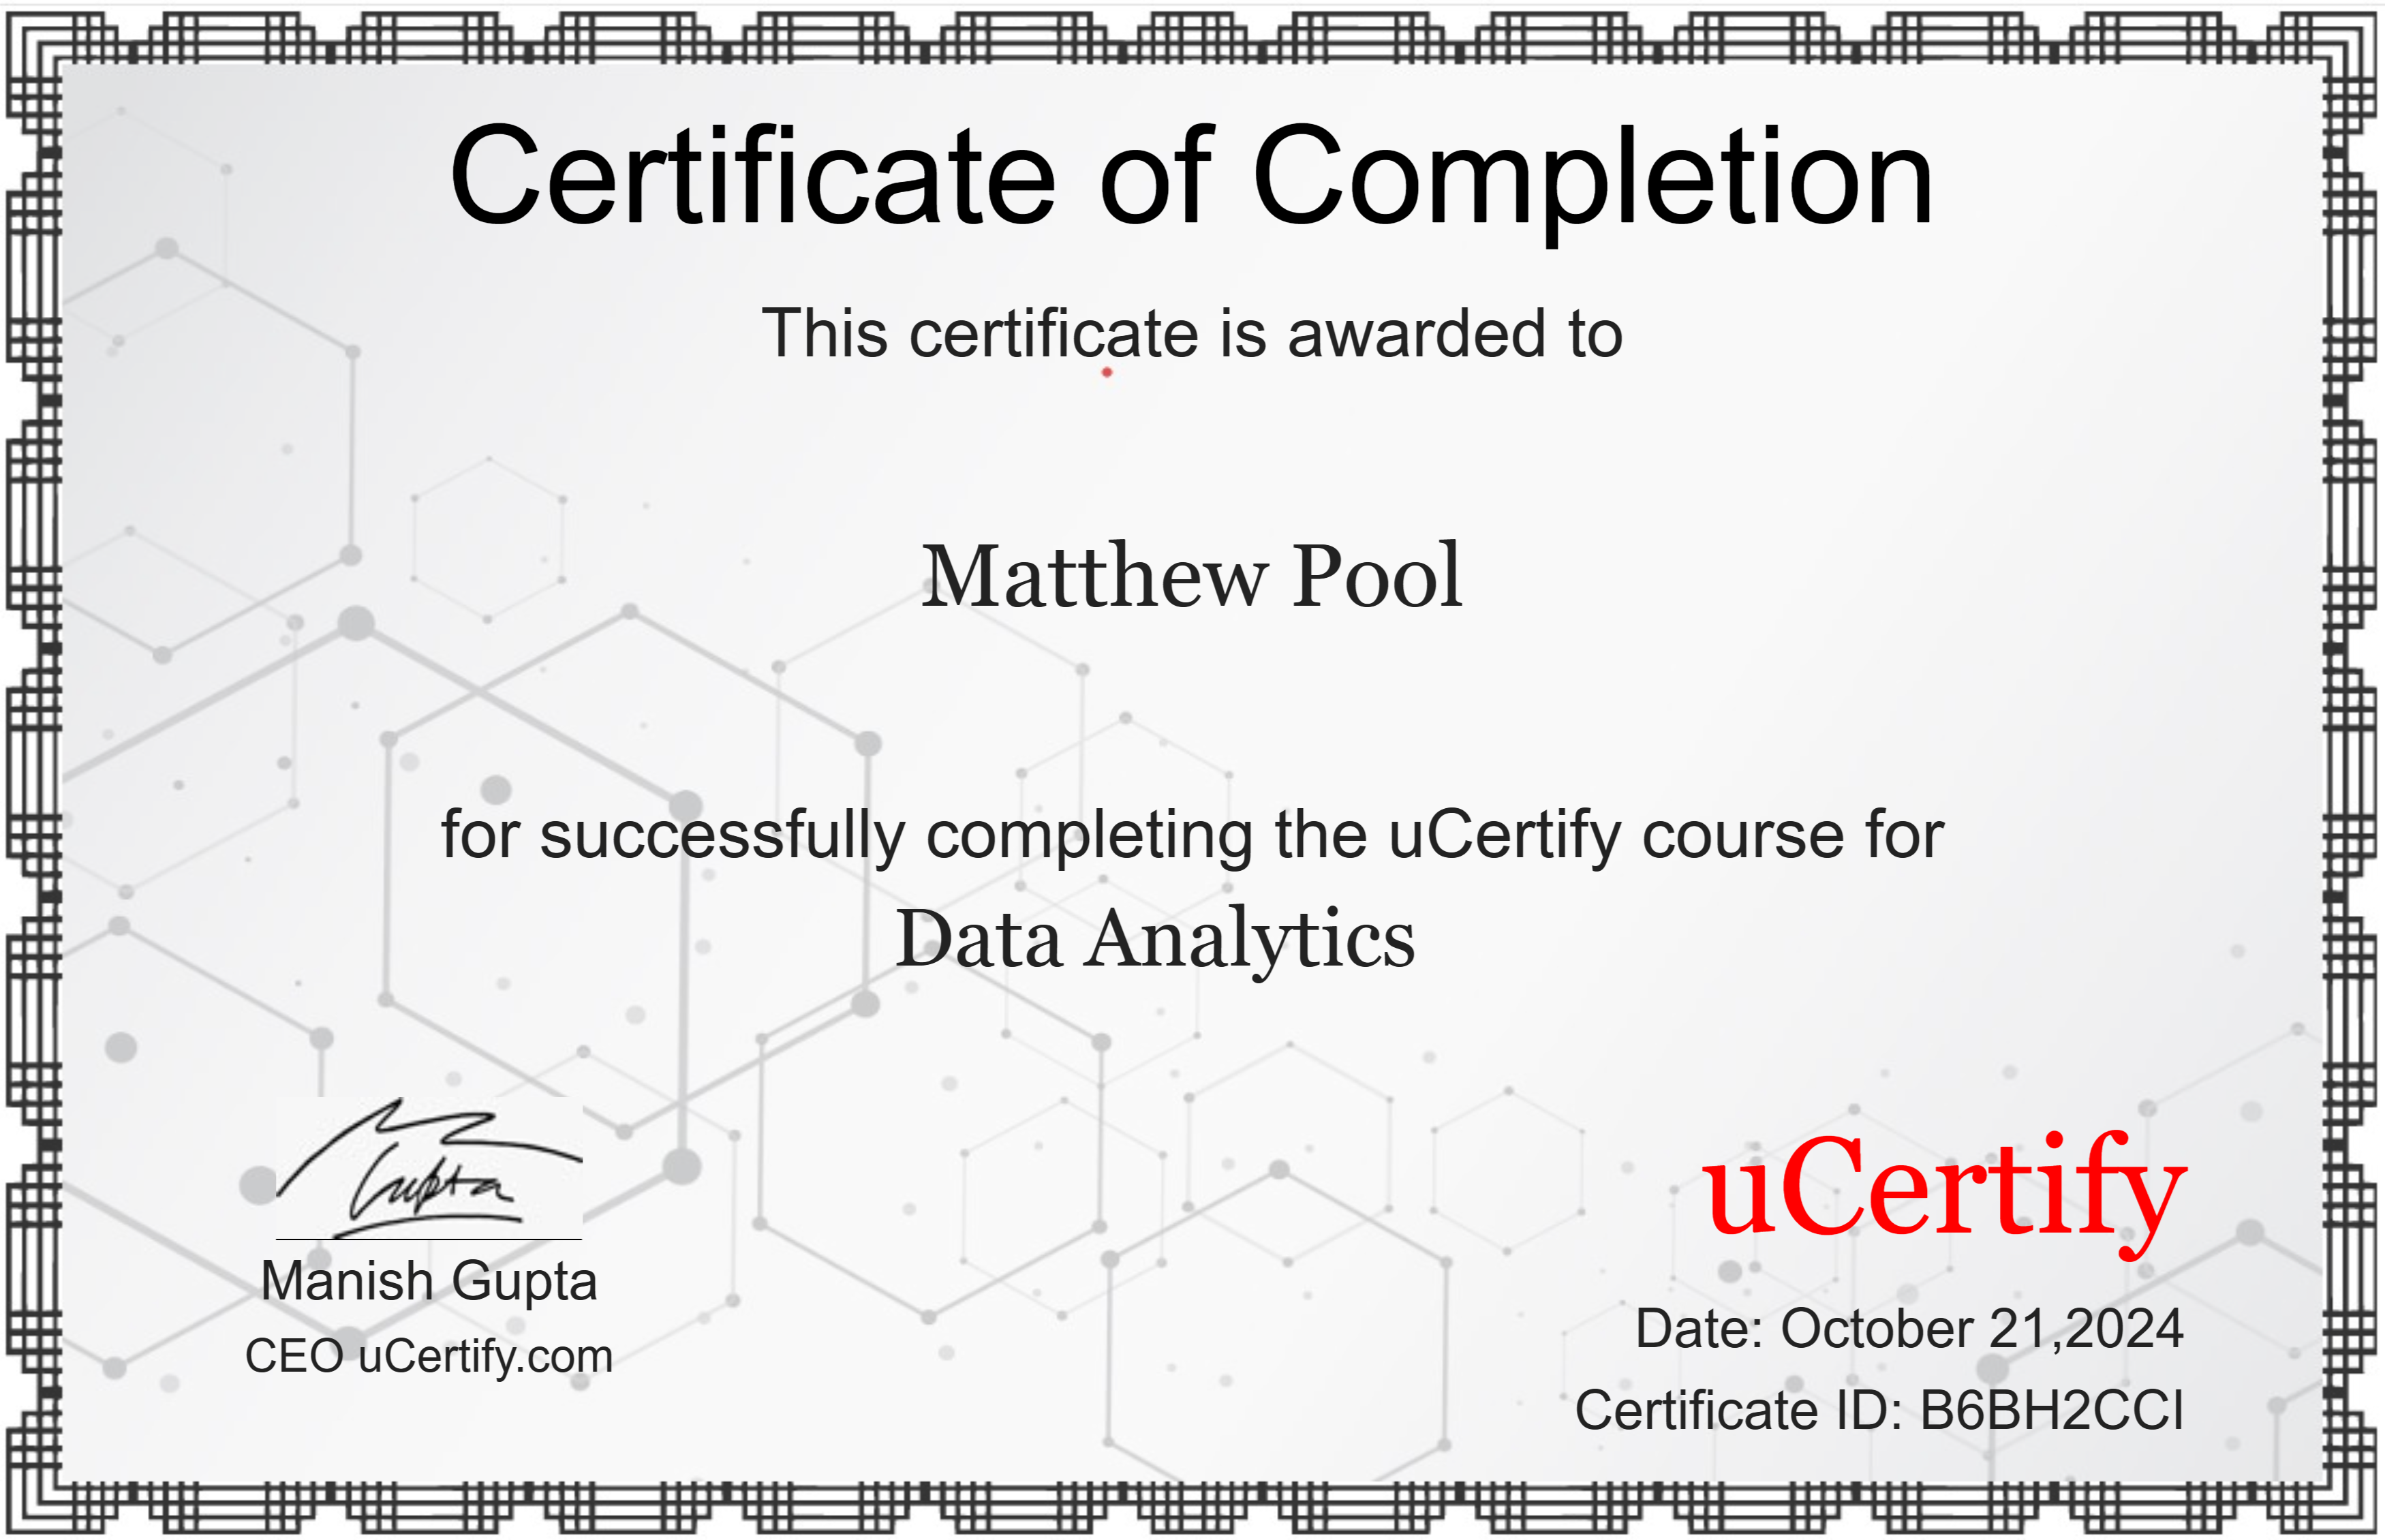 Certificate of Completion
This certificate is awarded to
Matthew Pool
for successfully completing the uCertify course for
Data Analytics
Gupta
Manish Gupta
CEO uCertify.com
uCertify
Date: October 21,2024
Certificate ID: B6BH2CCI